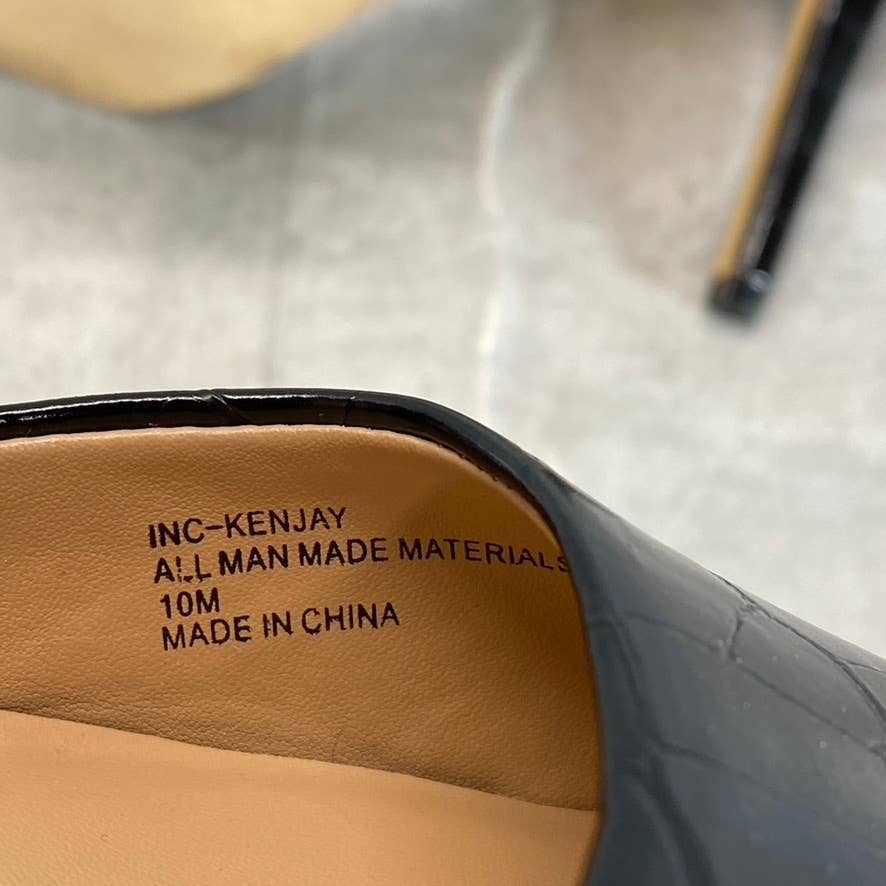 INC-KENJAY
ALL MAN MADE MATERIALS
10M
MADE IN CHINA